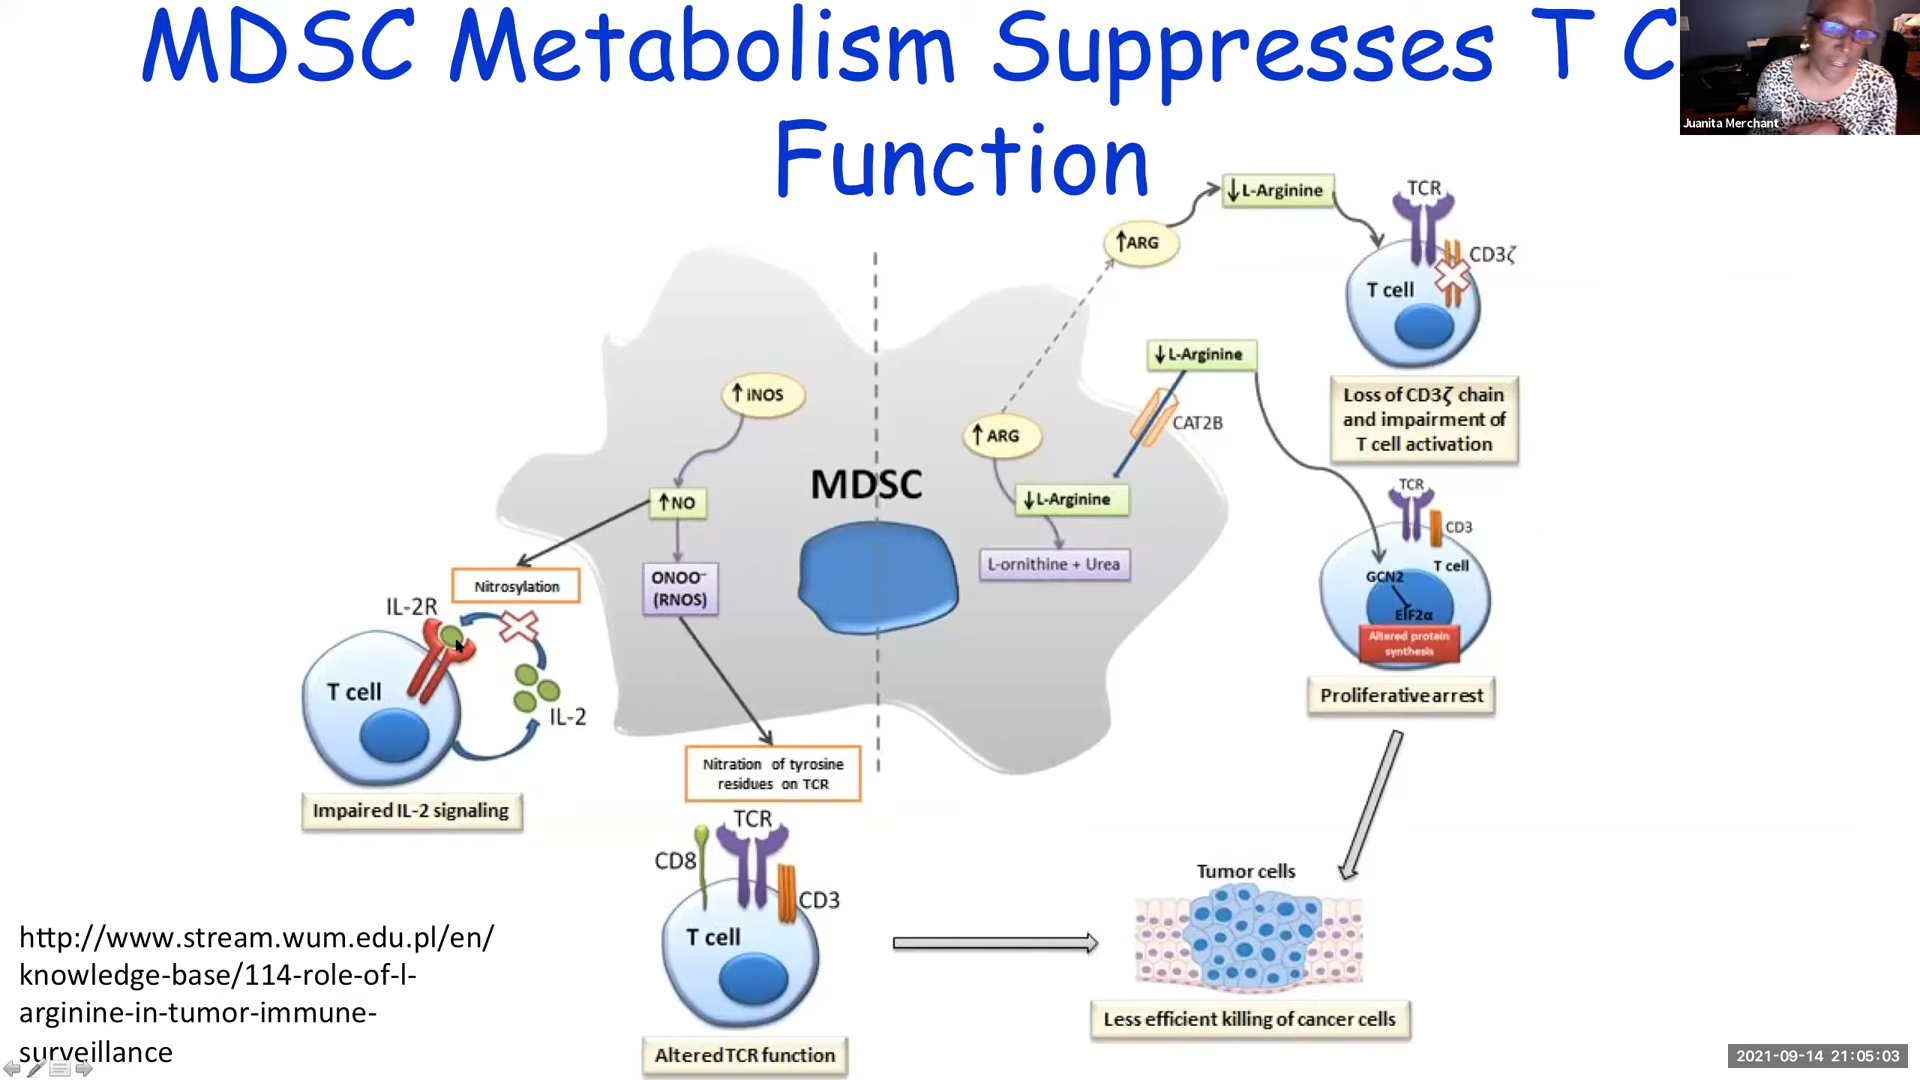 MDSC Metabolism Suppresses T C
Function
Juanita Merchant
↓L-Arginine
TCR
↑ARG
CD3ζ
T cell
↓L-Arginine
Loss of CD3ζ chain
and impairment of
T cell activation
↑iNOS
CAT2B
↑ARG
MDSC
↑NO
↓L-Arginine
TCR
CD3
L-ornithine + Urea
T cell
GCN2
EIF2α
Altered protein
synthesis
Nitrosylation
ONOO⁻
(RNOS)
IL-2R
T cell
IL-2
Proliferative arrest
Nitration of tyrosine
residues on TCR
Impaired IL-2 signaling
TCR
CD8
CD3
T cell
Tumor cells
Less efficient killing of cancer cells
Altered TCR function
http://www.stream.wum.edu.pl/en/
knowledge-base/114-role-of-l-
arginine-in-tumor-immune-
surveillance
2021-09-14 21:05:03